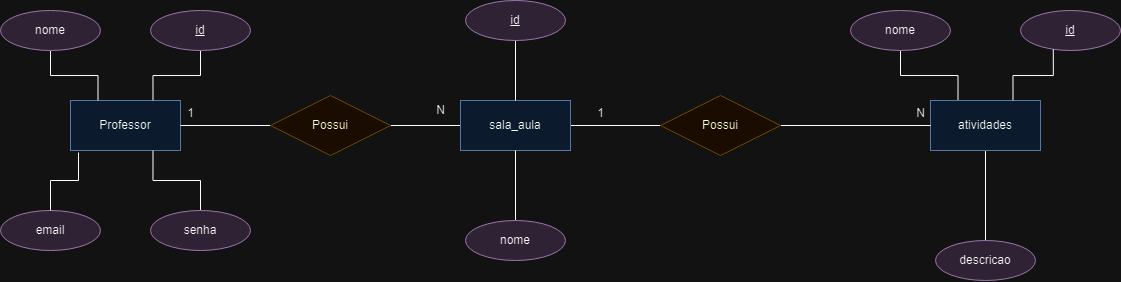 nome
id
id
nome
id
Professor
1
Possui
N
sala_aula
1
Possui
N
atividades
email
senha
nome
descricao